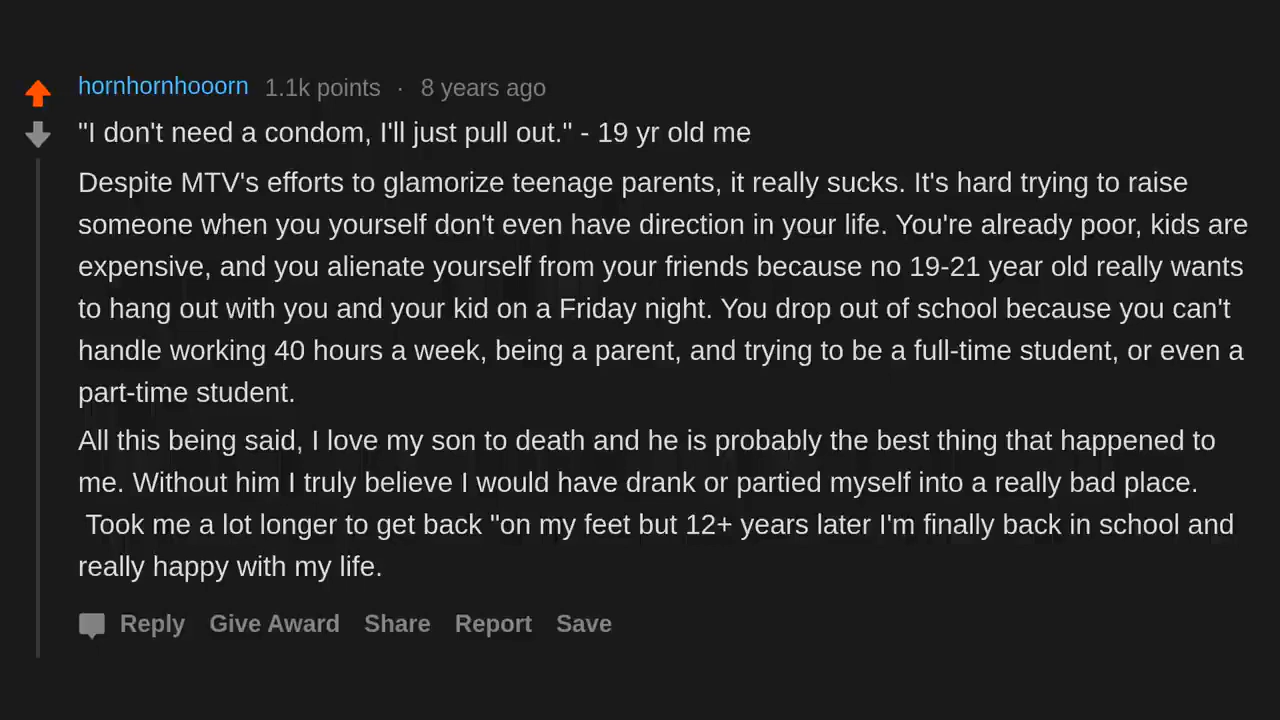 hornhornhooorn 1.1k points · 8 years ago
"I don't need a condom, I'll just pull out." - 19 yr old me
Despite MTV's efforts to glamorize teenage parents, it really sucks. It's hard trying to raise
someone when you yourself don't even have direction in your life. You're already poor, kids are
expensive, and you alienate yourself from your friends because no 19-21 year old really wants
to hang out with you and your kid on a Friday night. You drop out of school because you can't
handle working 40 hours a week, being a parent, and trying to be a full-time student, or even a
part-time student.
All this being said, I love my son to death and he is probably the best thing that happened to
me. Without him I truly believe I would have drank or partied myself into a really bad place.
Took me a lot longer to get back "on my feet but 12+ years later I'm finally back in school and
really happy with my life.
Reply Give Award Share Report Save